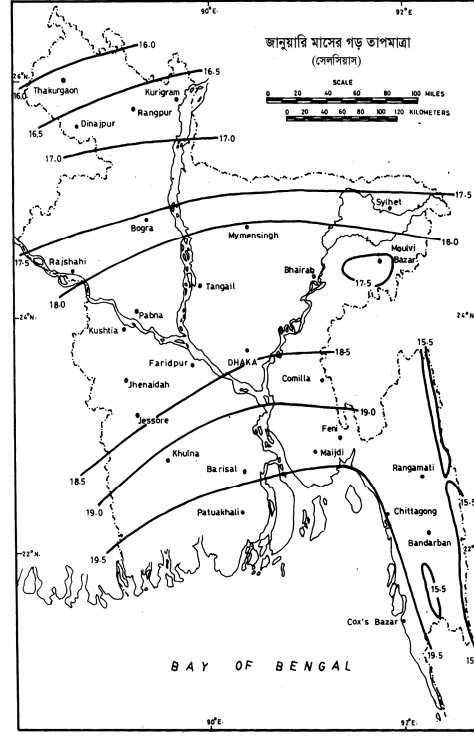 90°E.
92°E
জানুয়ারি মাসের গড় তাপমাত্রা
(সেলসিয়াস)
SCALE
0 20 40 60 80 100 MILES
0 20 40 60 80 100 120 KILOMETERS
26°N.
16.0
16.0
Thakurgaon
16.5
Kurigram
Rangpur
16.5
Dinajpur
17.0
17.0
17.5
Sylhet
Bogra
Mymensingh
18.0
Moulvi
Bazar
17.5
Rajshahi
Bhairab
17.5
18.0
Tangail
Pabna
24°N
24°N
Kushtia
15.5
Faridpur
DHAKA
18.5
Jhenaidah
Comilla
Jessore
19.0
Feni
Khulna
Maijdi
18.5
Barisal
Rangamati
19.0
15.5
Patuakhali
Chittagong
Bandarban
19.5
22°N.
22°
15.5
Cox's Bazar
19.5
15.
BAY OF BENGAL
90°E.
92°E